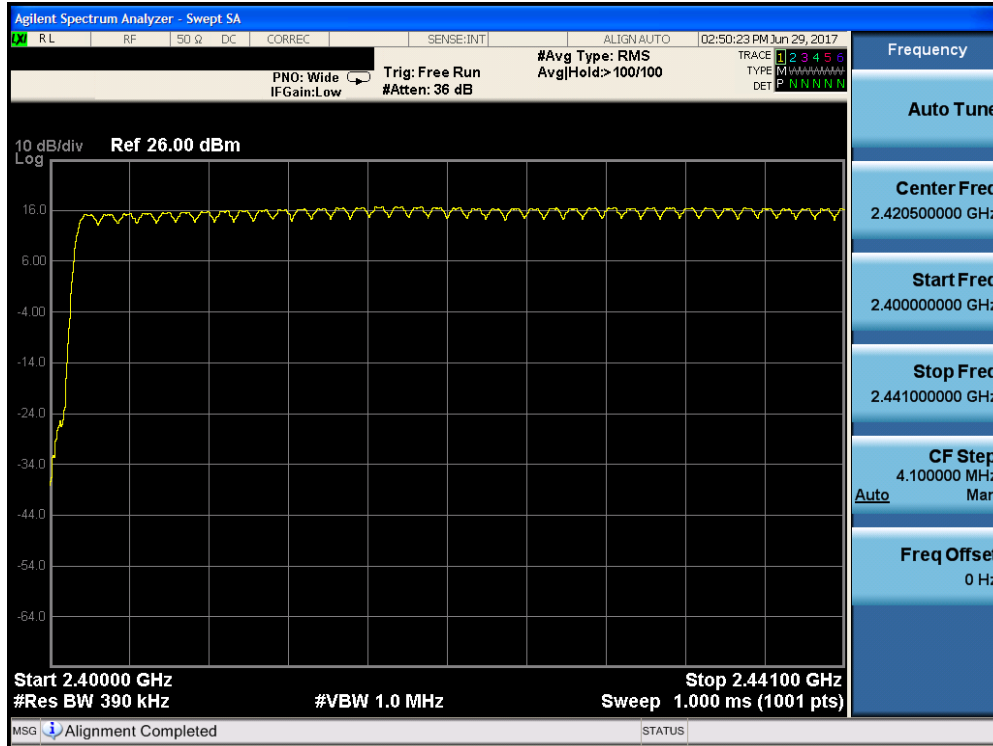 Agilent Spectrum Analyzer - Swept SA
LXI RL RF 50 Ω DC CORREC SENSE:INT ALIGN AUTO 02:50:23 PM Jun 29, 2017
Frequency
PNO: Wide Trig: Free Run #Avg Type: RMS TRACE 1 2 3 4 5 6
IFGain:Low #Atten: 36 dB Avg|Hold:>100/100 TYPE M WWWWW
DET P N N N N N
Auto Tune
10 dB/div Ref 26.00 dBm
Log
Center Freq
2.420500000 GHz
16.0
6.00
Start Freq
2.400000000 GHz
-4.00
-14.0
Stop Freq
2.441000000 GHz
-24.0
-34.0
CF Step
4.100000 MHz
Auto Man
-44.0
-54.0
Freq Offset
0 Hz
-64.0
Start 2.40000 GHz Stop 2.44100 GHz
#Res BW 390 kHz #VBW 1.0 MHz Sweep 1.000 ms (1001 pts)
MSG Alignment Completed STATUS